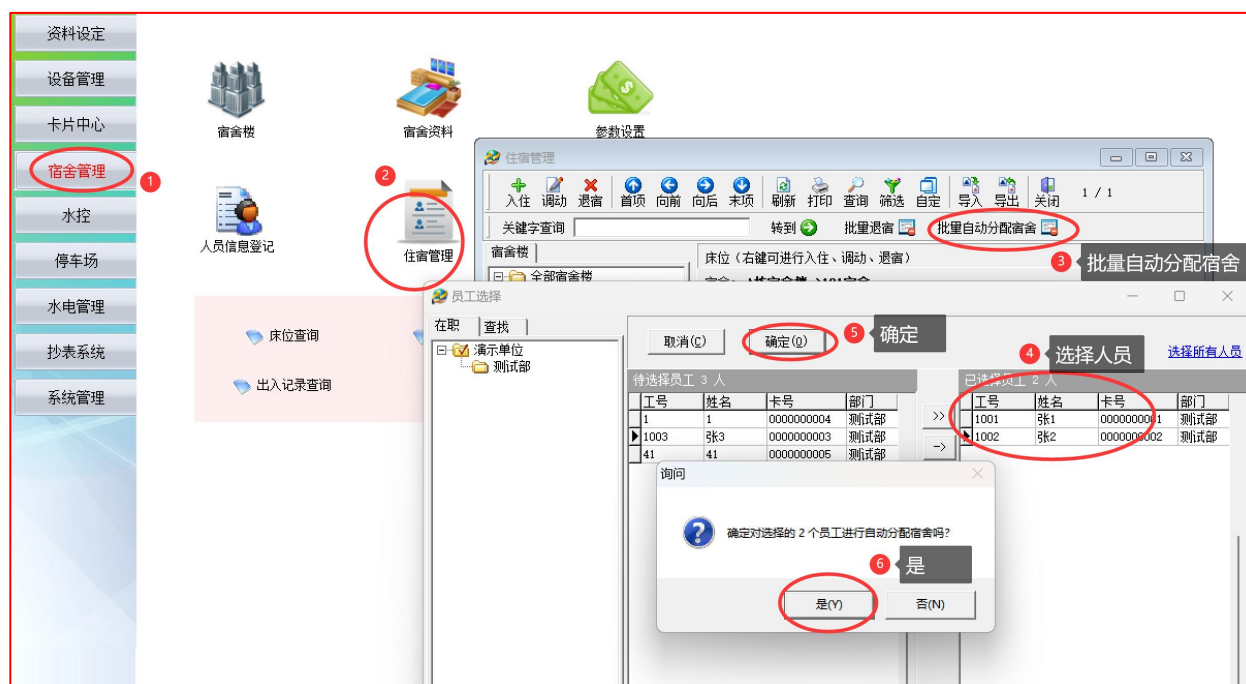 资料设定
设备管理
卡片中心
宿舍管理
水控
停车场
水电管理
抄表系统
系统管理
1
宿舍楼
宿舍资料
参数设置
人员信息登记
2
住宿管理
床位查询
出入记录查询
住宿管理
入住 调动 退宿 首项 向前 向后 末项 刷新 打印 查询 筛选 自定 导入 导出 关闭 1 / 1
关键字查询 转到 批量退宿 批量自动分配宿舍
宿舍楼 床位（右键可进行入住、调动、退宿）
全部宿舍楼
3 批量自动分配宿舍
员工选择
在职 查找
演示单位
测试部
取消(C) 确定(O) 5 确定
4 选择人员 选择所有人员
待选择员工 3 人
工号 姓名 卡号 部门
1 1 0000000004 测试部
1003 张3 0000000003 测试部
41 41 0000000005 测试部
>>
->
已选择员工 2 人
工号 姓名 卡号 部门
1001 张1 0000000001 测试部
1002 张2 0000000002 测试部
询问
确定对选择的 2 个员工进行自动分配宿舍吗?
6 是
是(Y) 否(N)